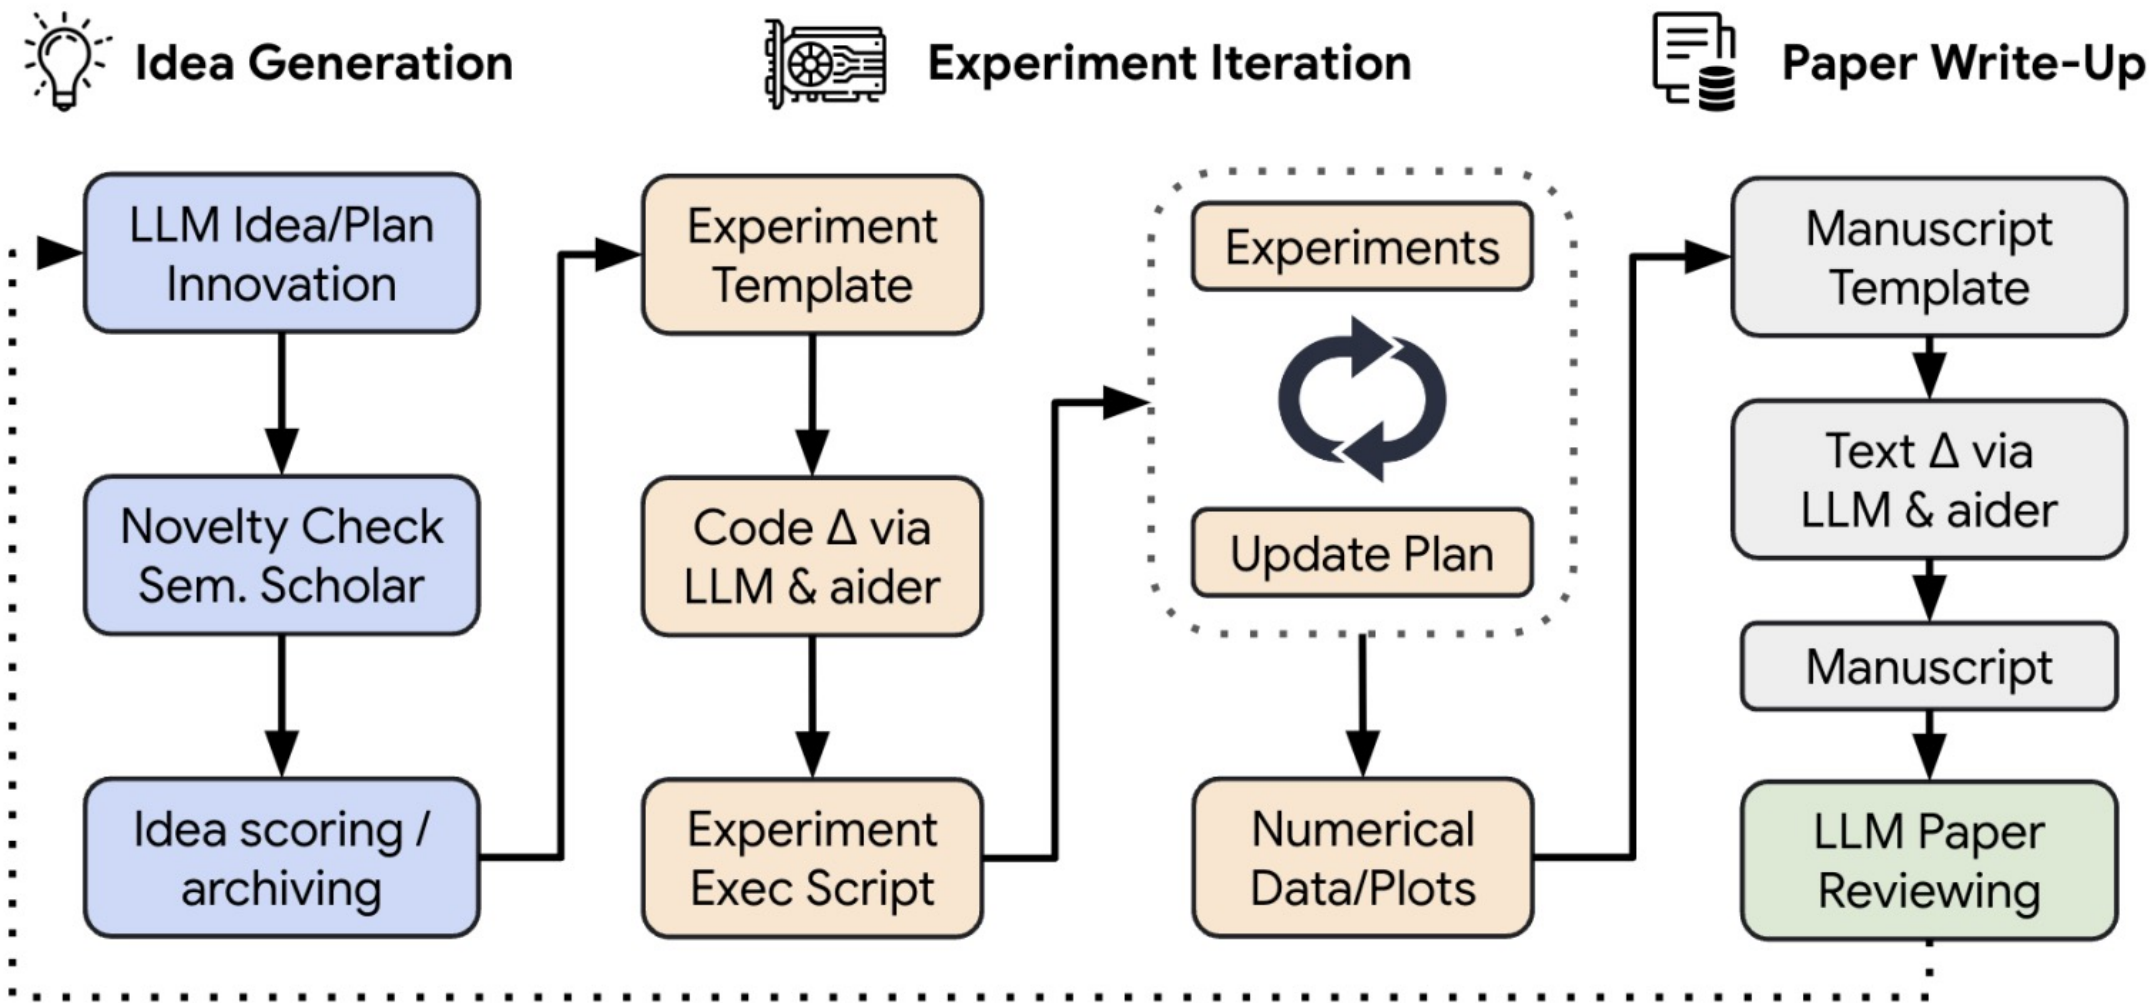 Idea Generation
Experiment Iteration
Paper Write-Up
LLM Idea/Plan
Innovation
Novelty Check
Sem. Scholar
Idea scoring /
archiving
Experiment
Template
Code Δ via
LLM & aider
Experiment
Exec Script
Experiments
Update Plan
Numerical
Data/Plots
Manuscript
Template
Text Δ via
LLM & aider
Manuscript
LLM Paper
Reviewing